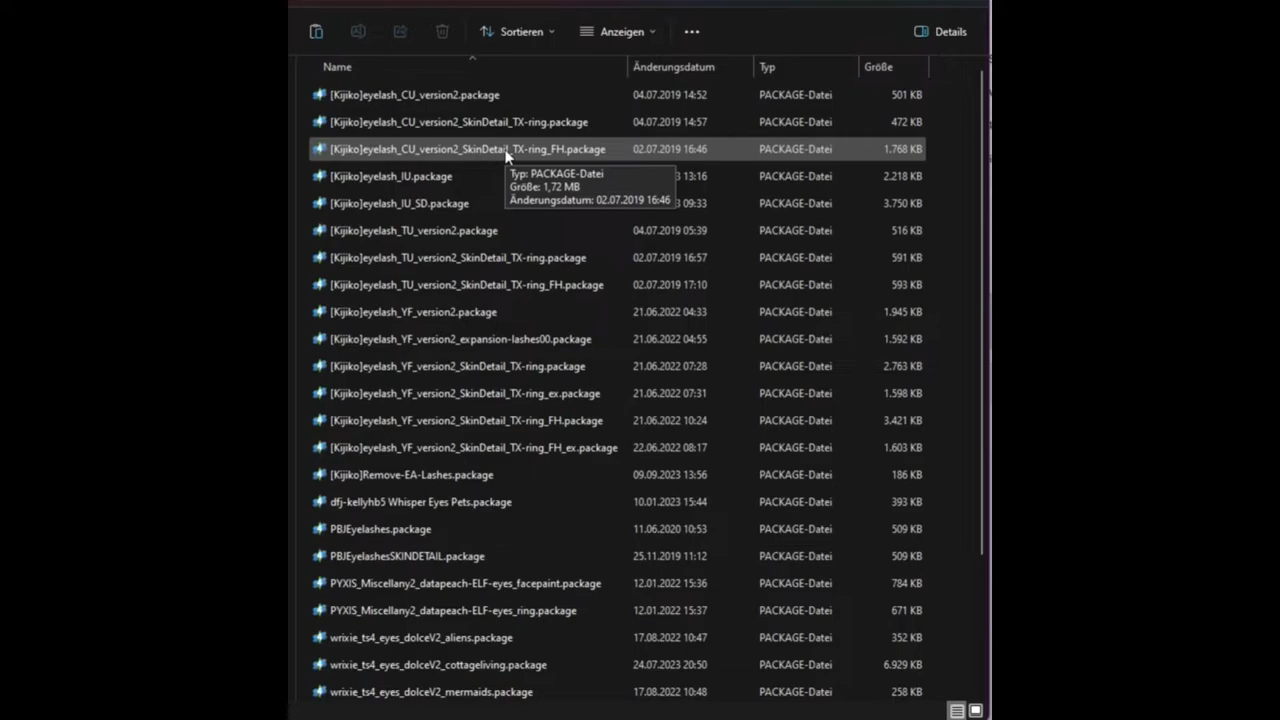 Sortieren Anzeigen Details
Name Änderungsdatum Typ Größe
[Kijiko]eyelash_CU_version2.package 04.07.2019 14:52 PACKAGE-Datei 501 KB
[Kijiko]eyelash_CU_version2_SkinDetail_TX-ring.package 04.07.2019 14:57 PACKAGE-Datei 472 KB
[Kijiko]eyelash_CU_version2_SkinDetail_TX-ring_FH.package 02.07.2019 16:46 PACKAGE-Datei 1.768 KB
Typ: PACKAGE-Datei
Größe: 1,72 MB
Änderungsdatum: 02.07.2019 16:46
[Kijiko]eyelash_IU.package 13:16 PACKAGE-Datei 2.218 KB
[Kijiko]eyelash_IU_SD.package 09:33 PACKAGE-Datei 3.750 KB
[Kijiko]eyelash_TU_version2.package 04.07.2019 05:39 PACKAGE-Datei 516 KB
[Kijiko]eyelash_TU_version2_SkinDetail_TX-ring.package 02.07.2019 16:57 PACKAGE-Datei 591 KB
[Kijiko]eyelash_TU_version2_SkinDetail_TX-ring_FH.package 02.07.2019 17:10 PACKAGE-Datei 593 KB
[Kijiko]eyelash_YF_version2.package 21.06.2022 04:33 PACKAGE-Datei 1.945 KB
[Kijiko]eyelash_YF_version2_expansion-lashes00.package 21.06.2022 04:55 PACKAGE-Datei 1.592 KB
[Kijiko]eyelash_YF_version2_SkinDetail_TX-ring.package 21.06.2022 07:28 PACKAGE-Datei 2.763 KB
[Kijiko]eyelash_YF_version2_SkinDetail_TX-ring_ex.package 21.06.2022 07:31 PACKAGE-Datei 1.598 KB
[Kijiko]eyelash_YF_version2_SkinDetail_TX-ring_FH.package 21.06.2022 10:24 PACKAGE-Datei 3.421 KB
[Kijiko]eyelash_YF_version2_SkinDetail_TX-ring_FH_ex.package 22.06.2022 08:17 PACKAGE-Datei 1.603 KB
[Kijiko]Remove-EA-Lashes.package 09.09.2023 13:56 PACKAGE-Datei 186 KB
dfj-kellyhb5 Whisper Eyes Pets.package 10.01.2023 15:44 PACKAGE-Datei 393 KB
PBJEyelashes.package 11.06.2020 10:53 PACKAGE-Datei 509 KB
PBJEyelashesSKINDETAIL.package 25.11.2019 11:12 PACKAGE-Datei 509 KB
PYXIS_Miscellany2_datapeach-ELF-eyes_facepaint.package 12.01.2022 15:36 PACKAGE-Datei 784 KB
PYXIS_Miscellany2_datapeach-ELF-eyes_ring.package 12.01.2022 15:37 PACKAGE-Datei 671 KB
wrixie_ts4_eyes_dolceV2_aliens.package 17.08.2022 10:47 PACKAGE-Datei 352 KB
wrixie_ts4_eyes_dolceV2_cottageliving.package 24.07.2023 20:50 PACKAGE-Datei 6.929 KB
wrixie_ts4_eyes_dolceV2_mermaids.package 17.08.2022 10:48 PACKAGE-Datei 258 KB